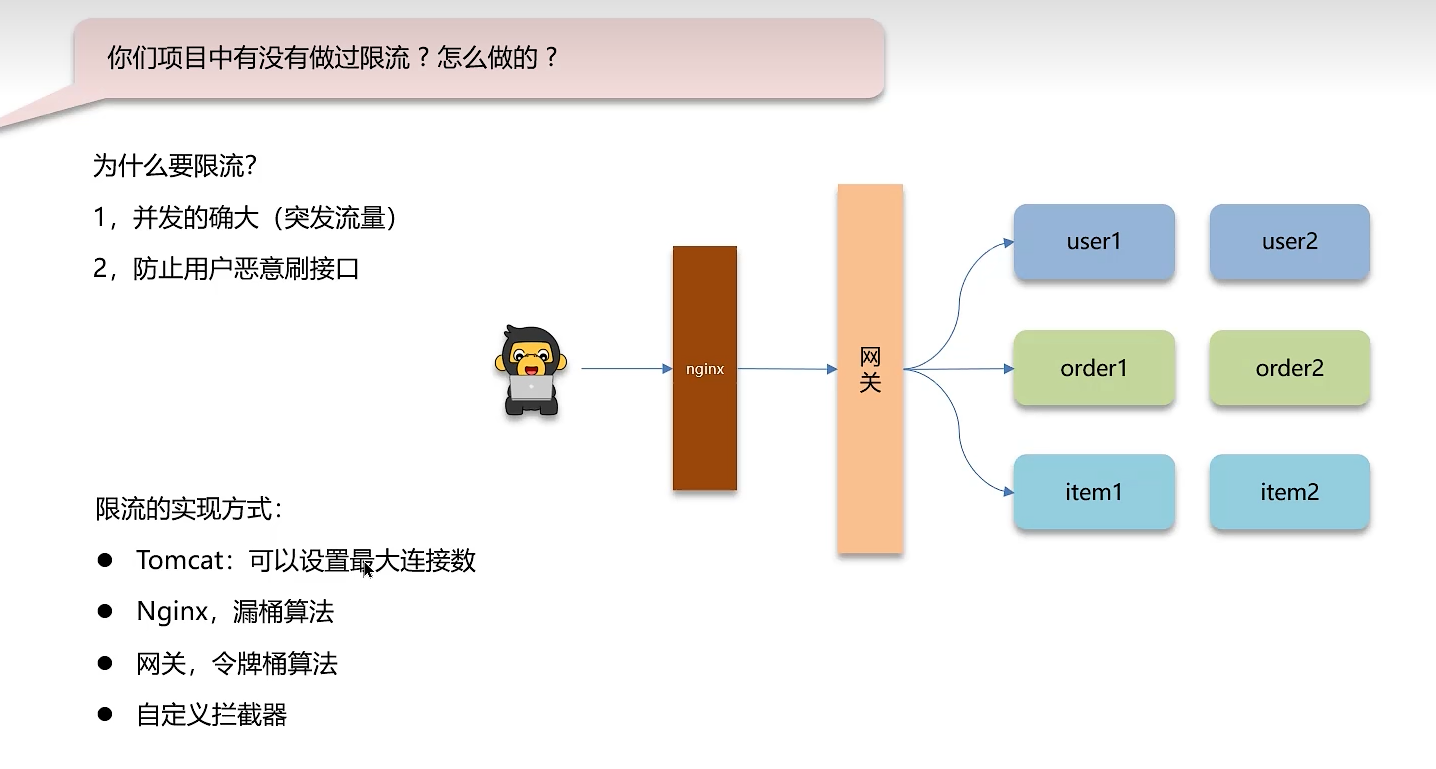 你们项目中有没有做过限流？怎么做的？
为什么要限流？
1，并发的确大（突发流量）
2，防止用户恶意刷接口
nginx
网
关
user1
user2
order1
order2
item1
item2
限流的实现方式：
● Tomcat：可以设置最大连接数
● Nginx，漏桶算法
● 网关，令牌桶算法
● 自定义拦截器